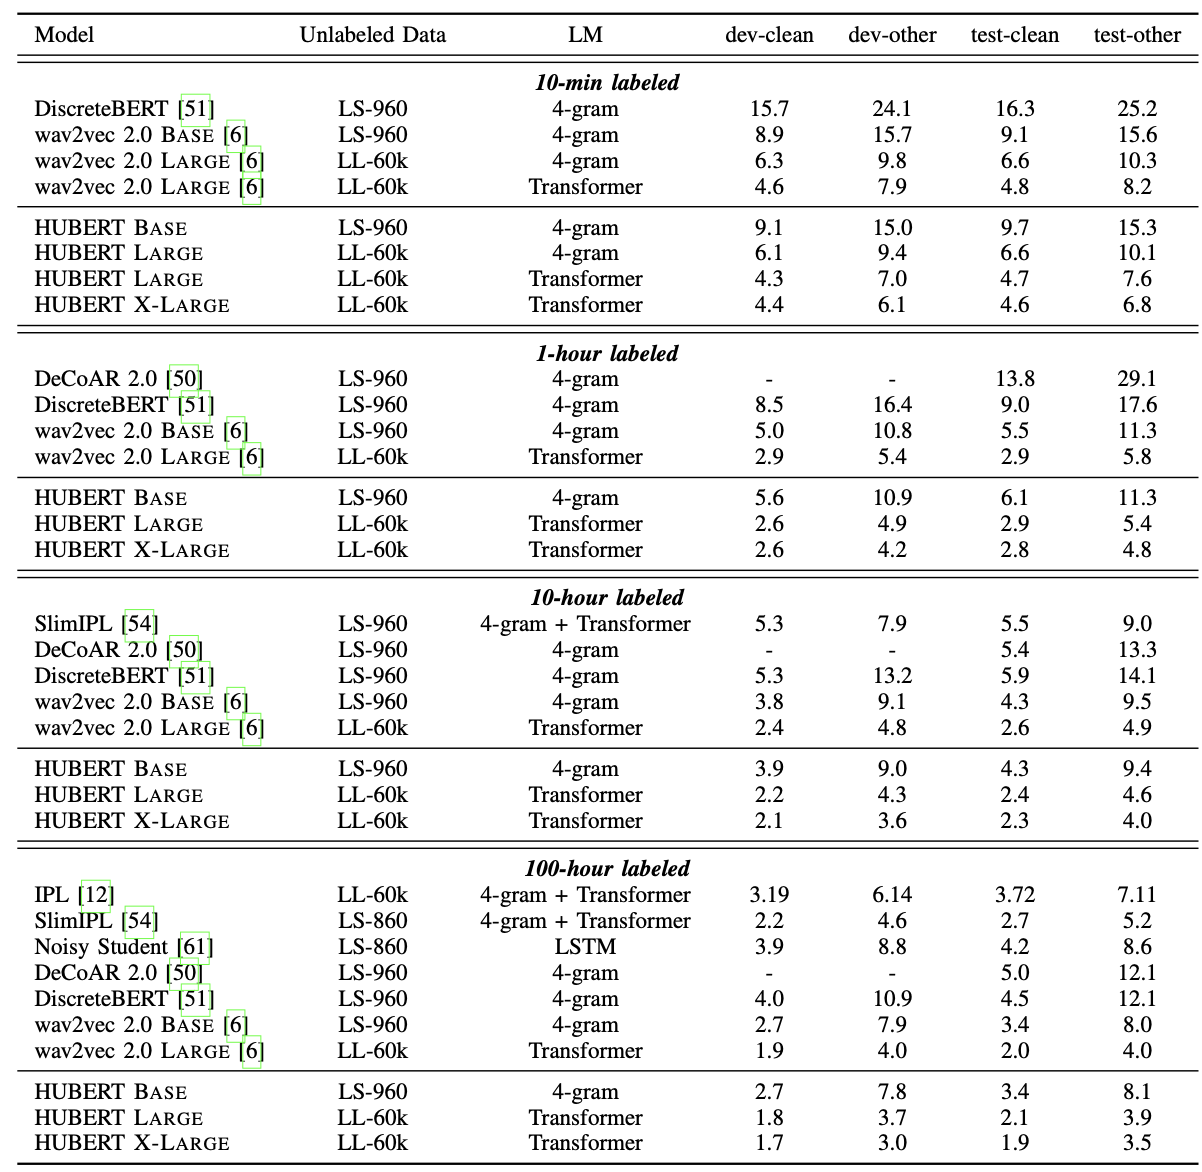 Model Unlabeled Data LM dev-clean dev-other test-clean test-other
10-min labeled
DiscreteBERT [51] LS-960 4-gram 15.7 24.1 16.3 25.2
wav2vec 2.0 BASE [6] LS-960 4-gram 8.9 15.7 9.1 15.6
wav2vec 2.0 LARGE [6] LL-60k 4-gram 6.3 9.8 6.6 10.3
wav2vec 2.0 LARGE [6] LL-60k Transformer 4.6 7.9 4.8 8.2
HUBERT BASE LS-960 4-gram 9.1 15.0 9.7 15.3
HUBERT LARGE LL-60k 4-gram 6.1 9.4 6.6 10.1
HUBERT LARGE LL-60k Transformer 4.3 7.0 4.7 7.6
HUBERT X-LARGE LL-60k Transformer 4.4 6.1 4.6 6.8
1-hour labeled
DeCoAR 2.0 [50] LS-960 4-gram - - 13.8 29.1
DiscreteBERT [51] LS-960 4-gram 8.5 16.4 9.0 17.6
wav2vec 2.0 BASE [6] LS-960 4-gram 5.0 10.8 5.5 11.3
wav2vec 2.0 LARGE [6] LL-60k Transformer 2.9 5.4 2.9 5.8
HUBERT BASE LS-960 4-gram 5.6 10.9 6.1 11.3
HUBERT LARGE LL-60k Transformer 2.6 4.9 2.9 5.4
HUBERT X-LARGE LL-60k Transformer 2.6 4.2 2.8 4.8
10-hour labeled
SlimIPL [54] LS-960 4-gram + Transformer 5.3 7.9 5.5 9.0
DeCoAR 2.0 [50] LS-960 4-gram - - 5.4 13.3
DiscreteBERT [51] LS-960 4-gram 5.3 13.2 5.9 14.1
wav2vec 2.0 BASE [6] LS-960 4-gram 3.8 9.1 4.3 9.5
wav2vec 2.0 LARGE [6] LL-60k Transformer 2.4 4.8 2.6 4.9
HUBERT BASE LS-960 4-gram 3.9 9.0 4.3 9.4
HUBERT LARGE LL-60k Transformer 2.2 4.3 2.4 4.6
HUBERT X-LARGE LL-60k Transformer 2.1 3.6 2.3 4.0
100-hour labeled
IPL [12] LL-60k 4-gram + Transformer 3.19 6.14 3.72 7.11
SlimIPL [54] LS-860 4-gram + Transformer 2.2 4.6 2.7 5.2
Noisy Student [61] LS-860 LSTM 3.9 8.8 4.2 8.6
DeCoAR 2.0 [50] LS-960 4-gram - - 5.0 12.1
DiscreteBERT [51] LS-960 4-gram 4.0 10.9 4.5 12.1
wav2vec 2.0 BASE [6] LS-960 4-gram 2.7 7.9 3.4 8.0
wav2vec 2.0 LARGE [6] LL-60k Transformer 1.9 4.0 2.0 4.0
HUBERT BASE LS-960 4-gram 2.7 7.8 3.4 8.1
HUBERT LARGE LL-60k Transformer 1.8 3.7 2.1 3.9
HUBERT X-LARGE LL-60k Transformer 1.7 3.0 1.9 3.5